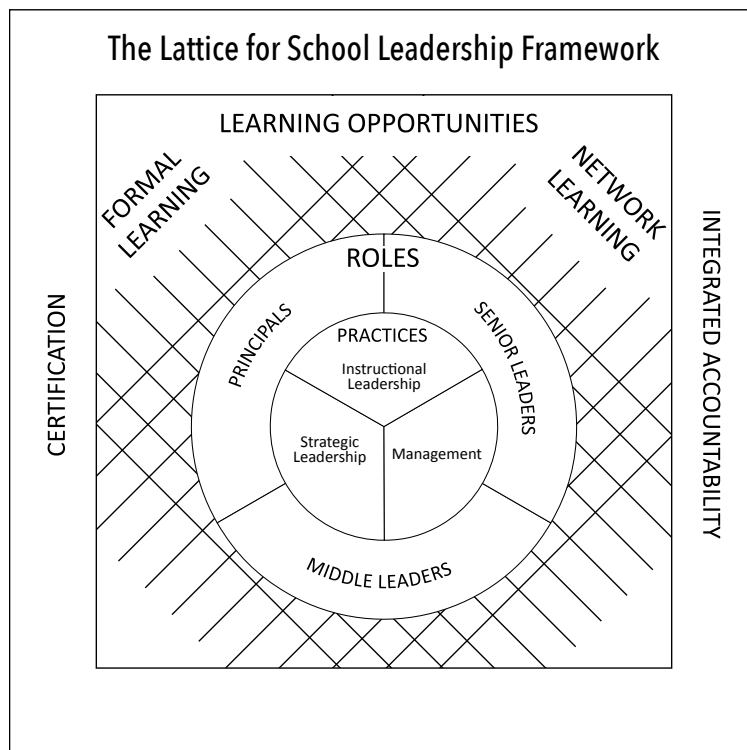 The Lattice for School Leadership Framework
LEARNING OPPORTUNITIES
FORMAL
LEARNING
NETWORK
LEARNING
CERTIFICATION
INTEGRATED ACCOUNTABILITY
ROLES
PRINCIPALS
SENIOR LEADERS
PRACTICES
Instructional
Leadership
Strategic
Leadership
Management
MIDDLE LEADERS